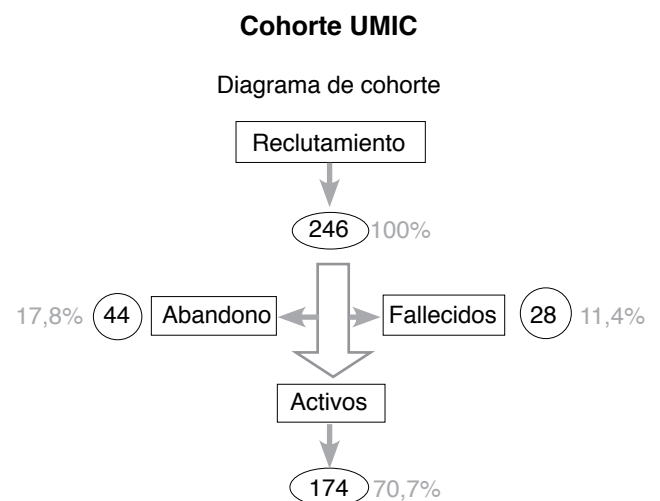 Cohorte UMIC
Diagrama de cohorte
Reclutamiento
246 100%
17,8% 44 Abandono Fallecidos 28 11,4%
Activos
174 70,7%